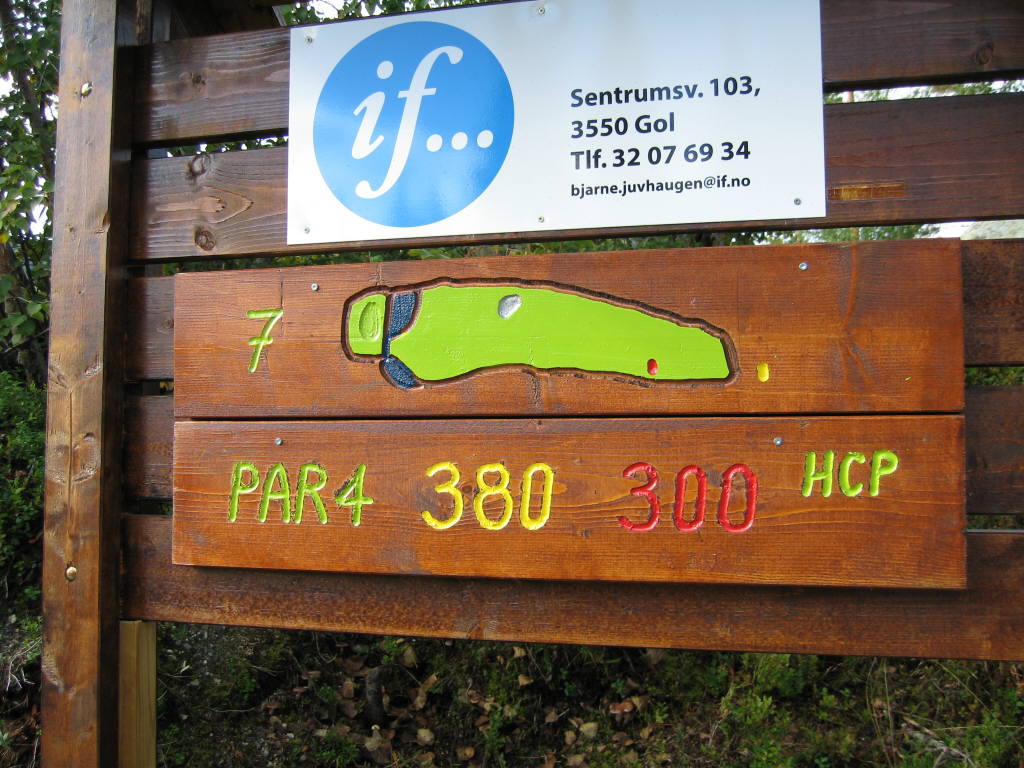 if...
Sentrumsv. 103,
3550 Gol
Tlf. 32 07 69 34
bjarne.juvhaugen@if.no
7
PAR 4 380 300 HCP